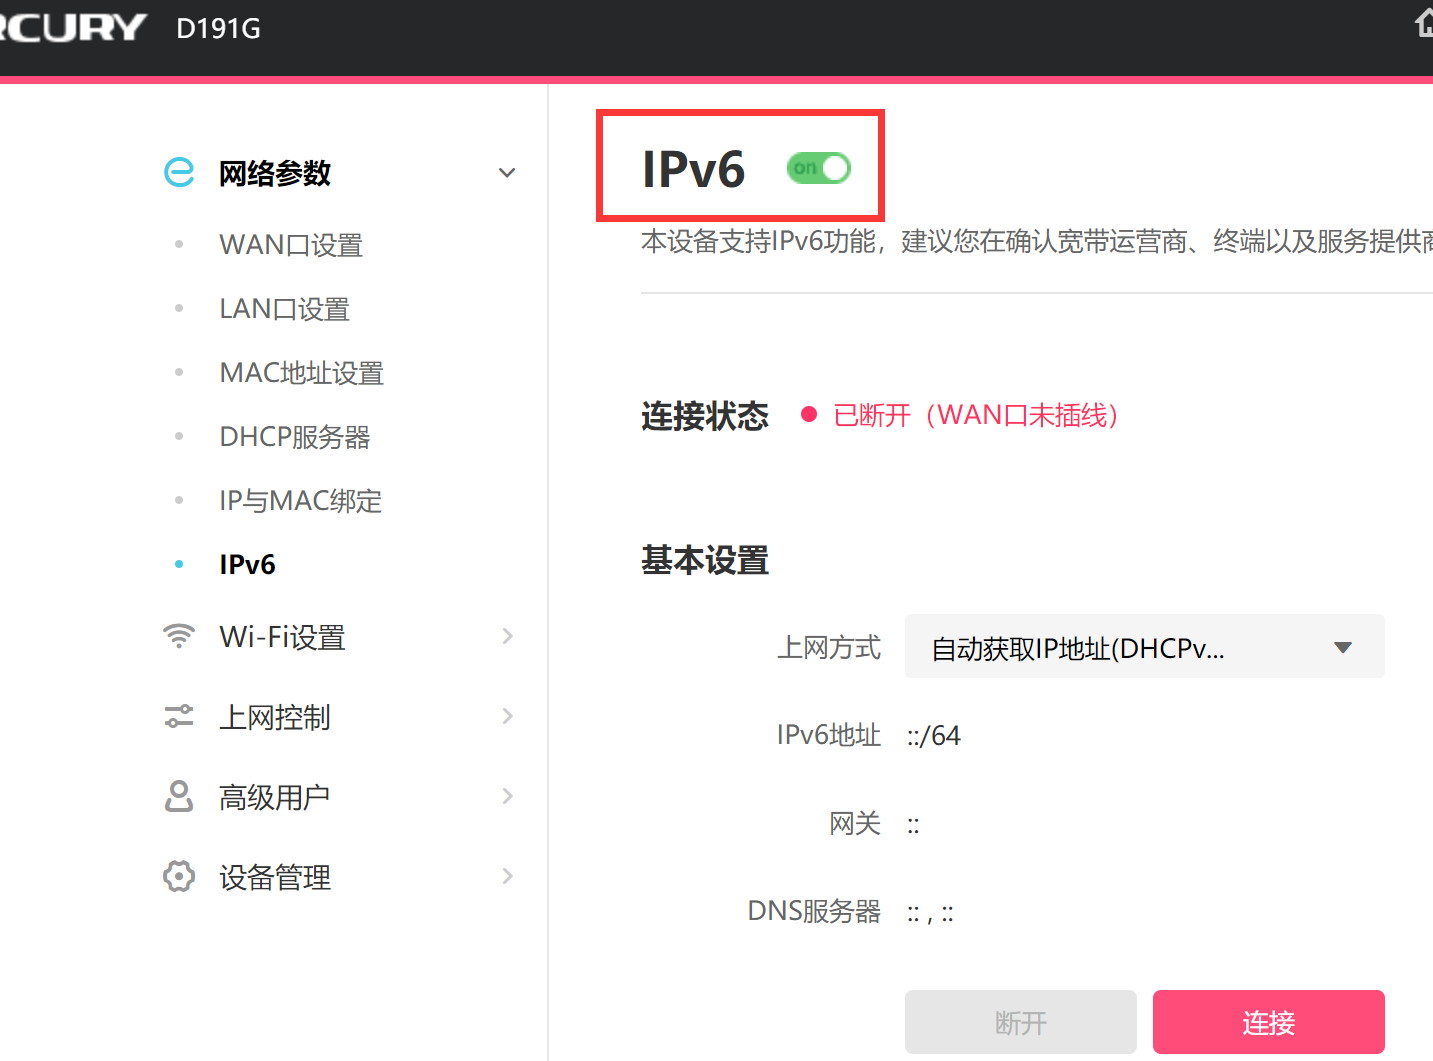 RCURY D191G
网络参数
WAN口设置
LAN口设置
MAC地址设置
DHCP服务器
IP与MAC绑定
IPv6
Wi-Fi设置
上网控制
高级用户
设备管理
IPv6 on
本设备支持IPv6功能，建议您在确认宽带运营商、终端以及服务提供商
连接状态 已断开（WAN口未插线）
基本设置
上网方式 自动获取IP地址(DHCPv...
IPv6地址 ::/64
网关 ::
DNS服务器 :: , ::
断开 连接